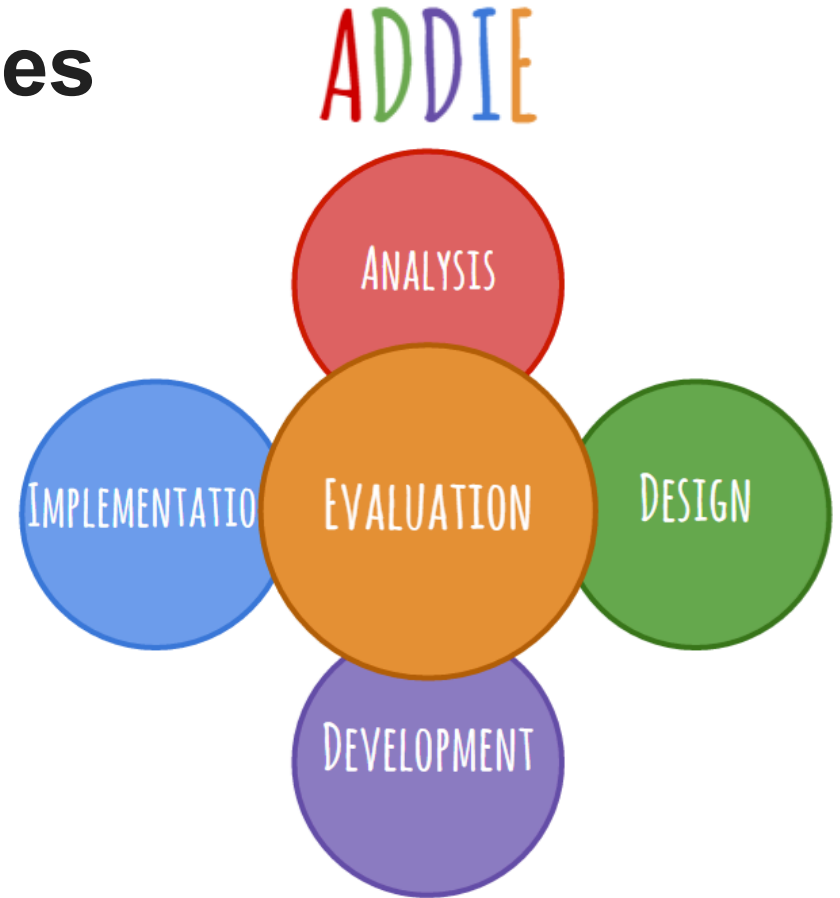 es
ADDIE
Analysis
Implementatio
Evaluation
Design
Development